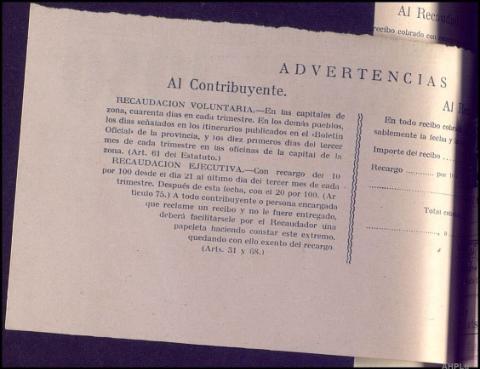 ADVERTENCIAS
Al Contribuyente.
RECAUDACION VOLUNTARIA.—En las capitales de
zona, cuarenta días en cada trimestre. En los demás pueblos,
los días señalados en los itinerarios publicados en el «Boletín
Oficial» de la provincia, y los diez primeros días del tercer
mes de cada trimestre en las oficinas de la capital de la
zona. (Art. 61 del Estatuto.)
RECAUDACION EJECUTIVA.—Con recargo del 10
por 100 desde el día 21 al último día del tercer mes de cada
trimestre. Después de esta fecha, con el 20 por 100. (Ar
tículo 75.) A todo contribuyente o persona encargada
que reclame un recibo y no le fuere entregado,
deberá facilitársele por el Recaudador una
papeleta haciendo constar este extremo,
quedando con ello exento del recargo
(Arts. 51 y 68.)
Al
En todo recibo cobrado
sablemente la fecha y
Importe del recibo
Recargo por 10
Total
Al
recibo cobrado con
AHPLU